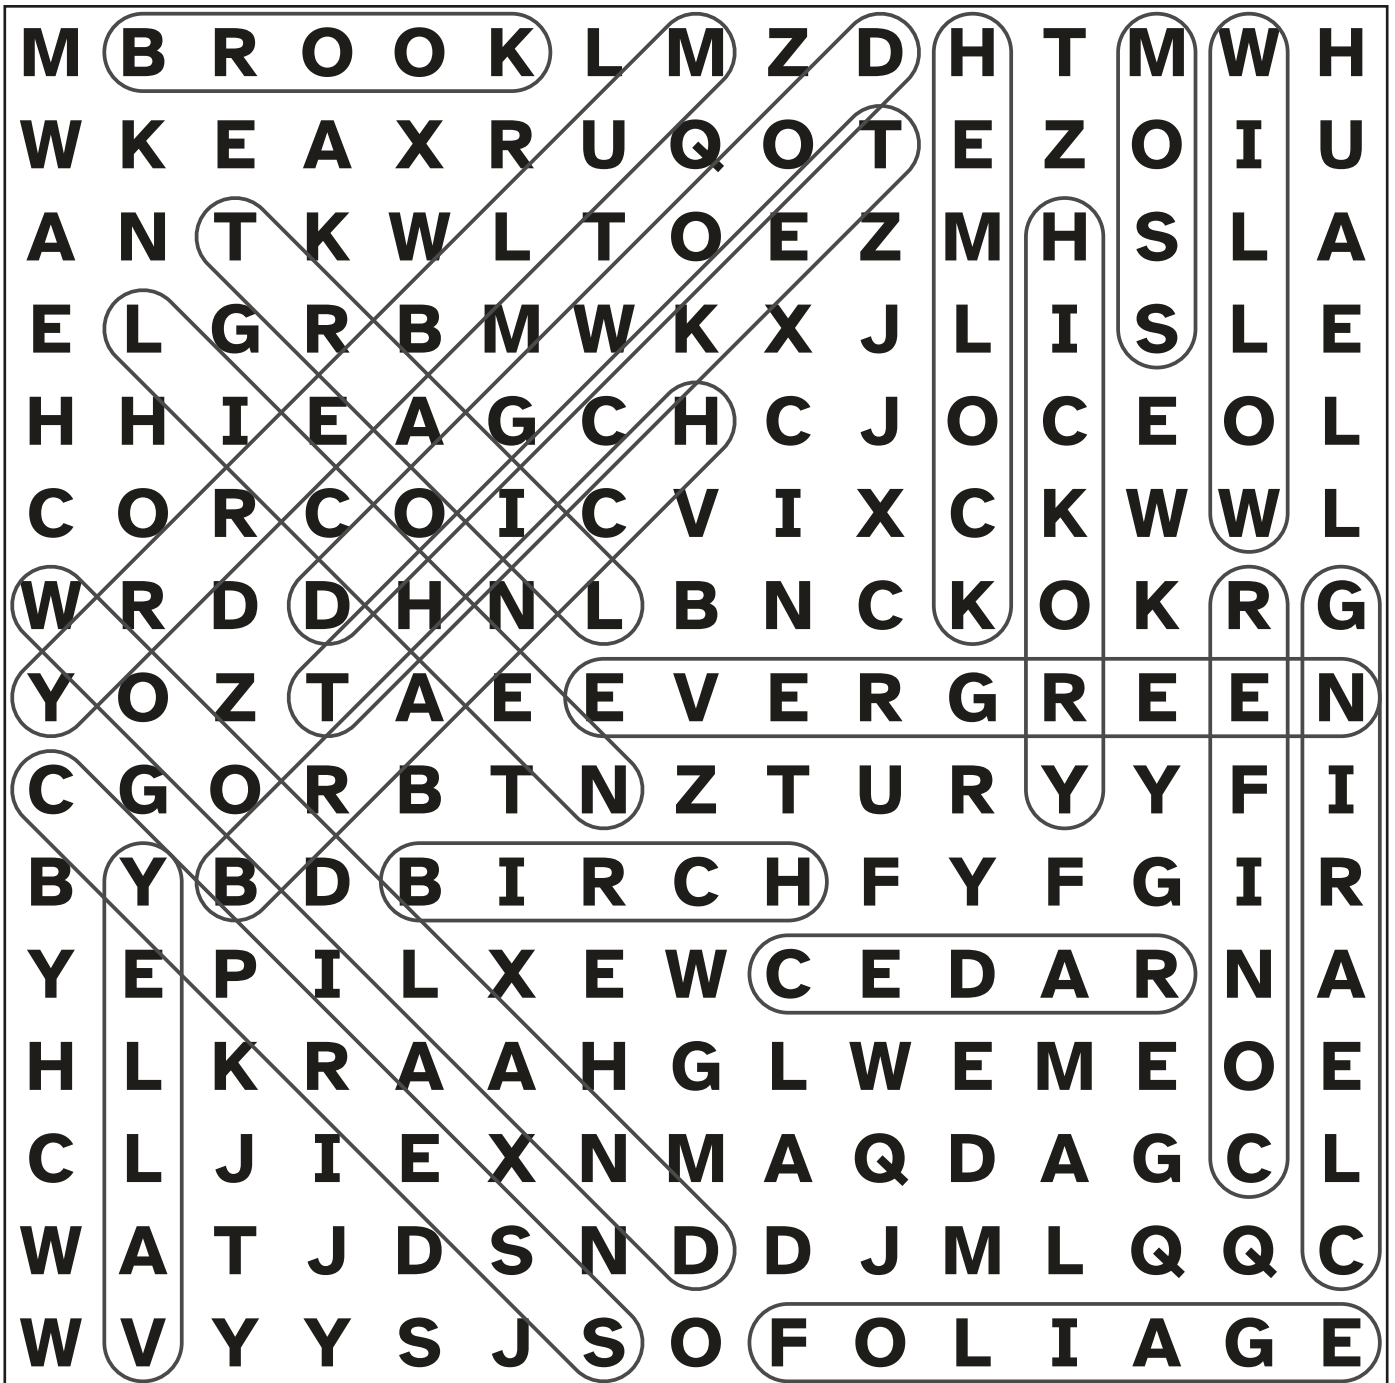 M B R O O K L M Z D H T M W H
W K E A X R U Q O T E Z O I U
A N T K W L T O E Z M H S L A
E L G R B M W K X J L I S L E
H H I E A G C H C J O C E O L
C O R C O I C V I X C K W W L
W R D D H N L B N C K O K R G
Y O Z T A E E V E R G R E E N
C G O R B T N Z T U R Y Y F I
B Y B D B I R C H F Y F G I R
Y E P I L X E W C E D A R N A
H L K R A A H G L W E M E O E
C L J I E X N M A Q D A G C L
W A T J D S N D D J M L Q Q C
W V Y Y S J S O F O L I A G E